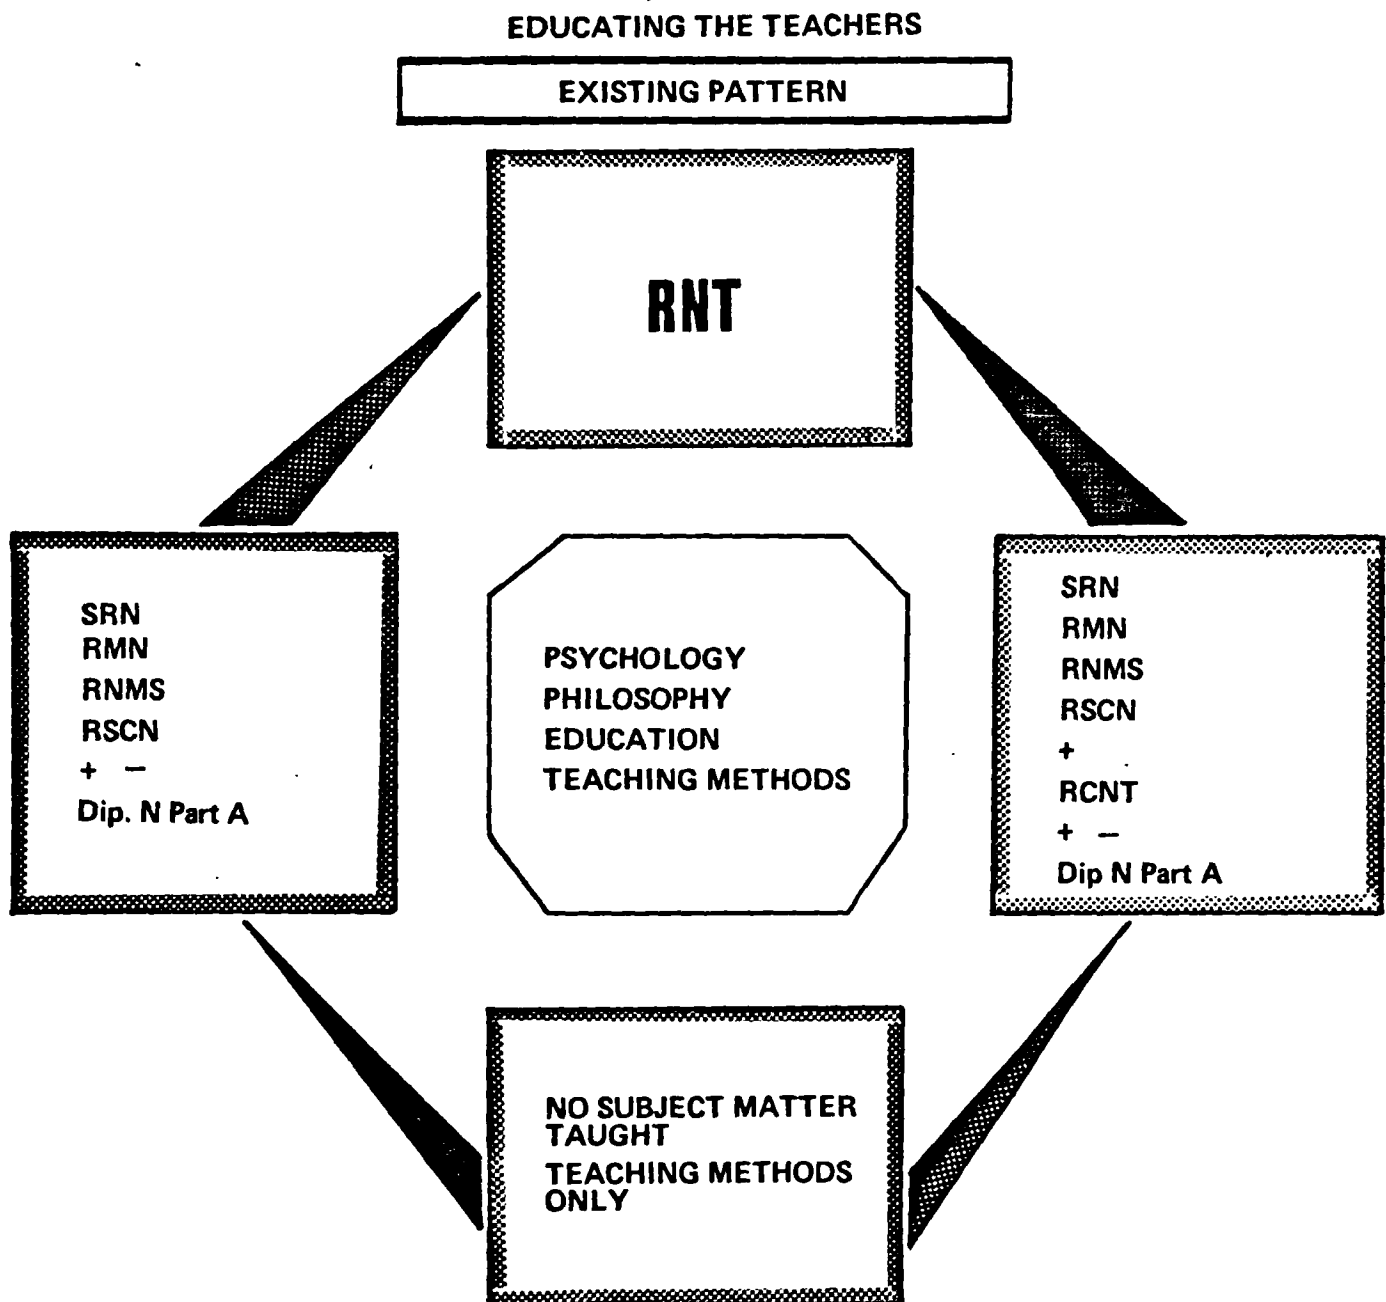 EDUCATING THE TEACHERS
EXISTING PATTERN
RNT
SRN
RMN
RNMS
RSCN
+ −
Dip. N Part A
PSYCHOLOGY
PHILOSOPHY
EDUCATION
TEACHING METHODS
SRN
RMN
RNMS
RSCN
+
RCNT
+ −
Dip N Part A
NO SUBJECT MATTER
TAUGHT
TEACHING METHODS
ONLY